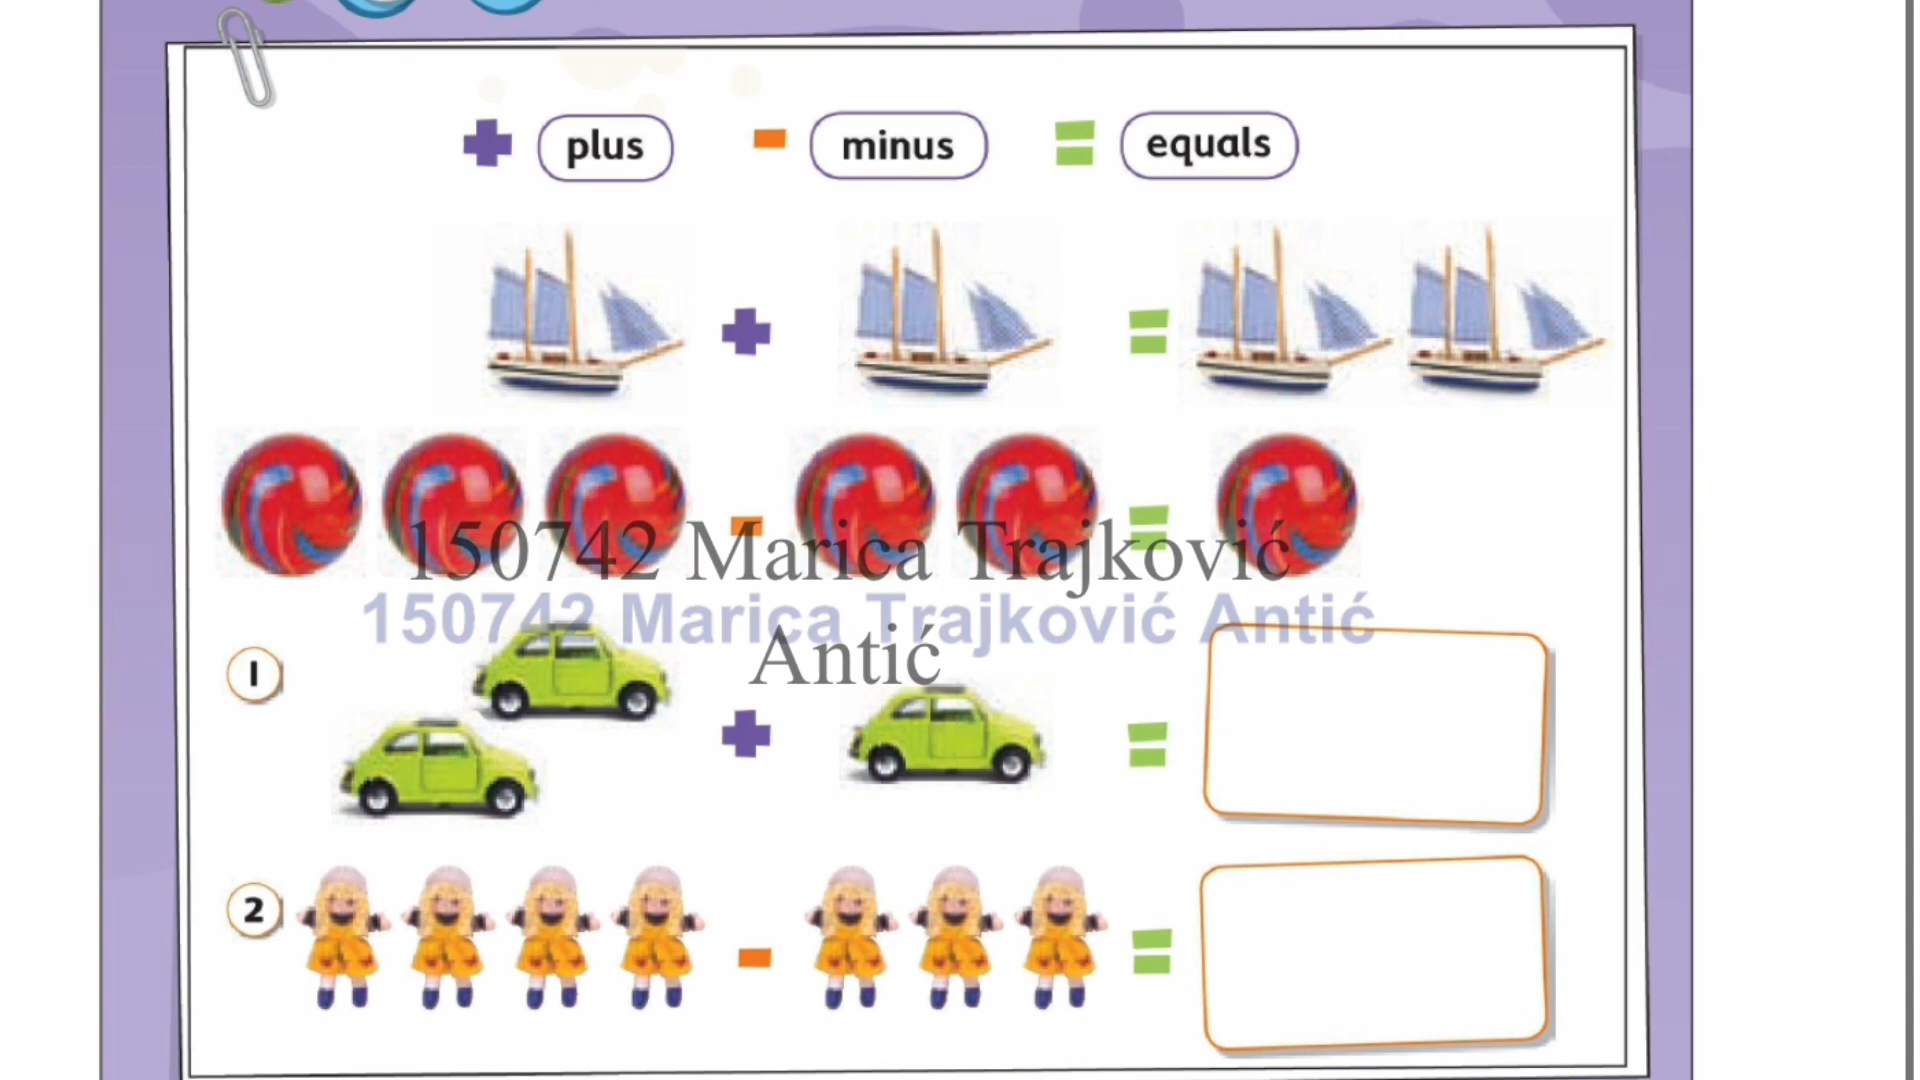 plus minus equals
150742 Marica Trajković
Antić
150742 Marica Trajković Antić
1
2